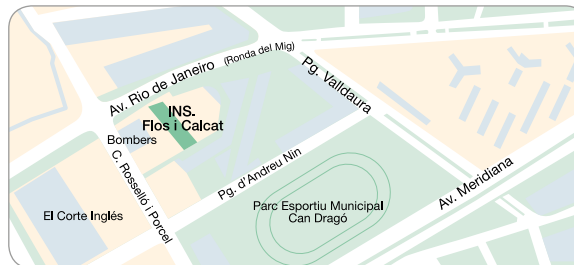 Av. Rio de Janeiro (Ronda del Mig)
Pg. Valldaura
INS.
Flos i Calcat
Bombers
C. Rosselló i Porcel
Pg. d'Andreu Nin
Av. Meridiana
Parc Esportiu Municipal
Can Dragó
El Corte Inglés